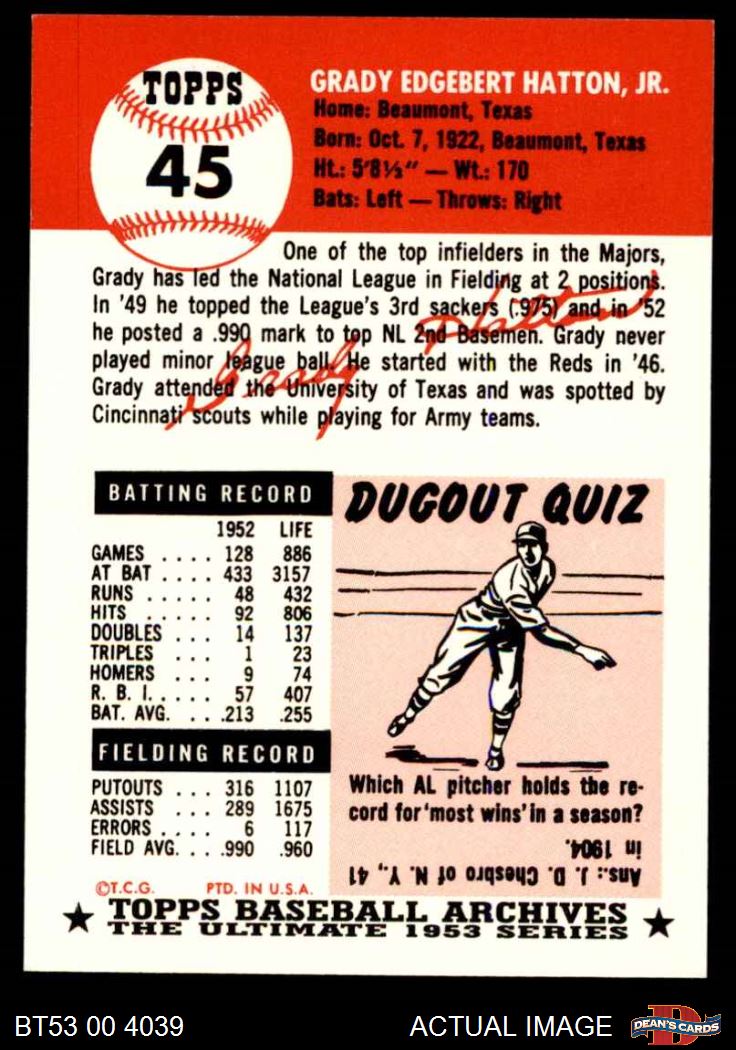 TOPPS
45
GRADY EDGEBERT HATTON, JR.
Home: Beaumont, Texas
Born: Oct. 7, 1922, Beaumont, Texas
Ht.: 5'8½" — Wt.: 170
Bats: Left — Throws: Right
One of the top infielders in the Majors,
Grady has led the National League in Fielding at 2 positions.
In '49 he topped the League's 3rd sackers (.975) and in '52
he posted a .990 mark to top NL 2nd Basemen. Grady never
played minor league ball. He started with the Reds in '46.
Grady attended the University of Texas and was spotted by
Cincinnati scouts while playing for Army teams.
Grady Hatton
BATTING RECORD
1952 LIFE
GAMES .... 128 886
AT BAT .... 433 3157
RUNS ..... 48 432
HITS ..... 92 806
DOUBLES ... 14 137
TRIPLES ... 1 23
HOMERS ... 9 74
R. B. I. .... 57 407
BAT. AVG. ... .213 .255
FIELDING RECORD
PUTOUTS ... 316 1107
ASSISTS ... 289 1675
ERRORS .... 6 117
FIELD AVG. .. .990 .960
©T.C.G. PTD. IN U.S.A.
DUGOUT QUIZ
Which AL pitcher holds the re-
cord for 'most wins' in a season?
Ans.: J. D. Chesbro of N. Y., 41
in 1904.
★ TOPPS BASEBALL ARCHIVES ★
THE ULTIMATE 1953 SERIES
BT53 00 4039
ACTUAL IMAGE
D
DEAN'S CARDS